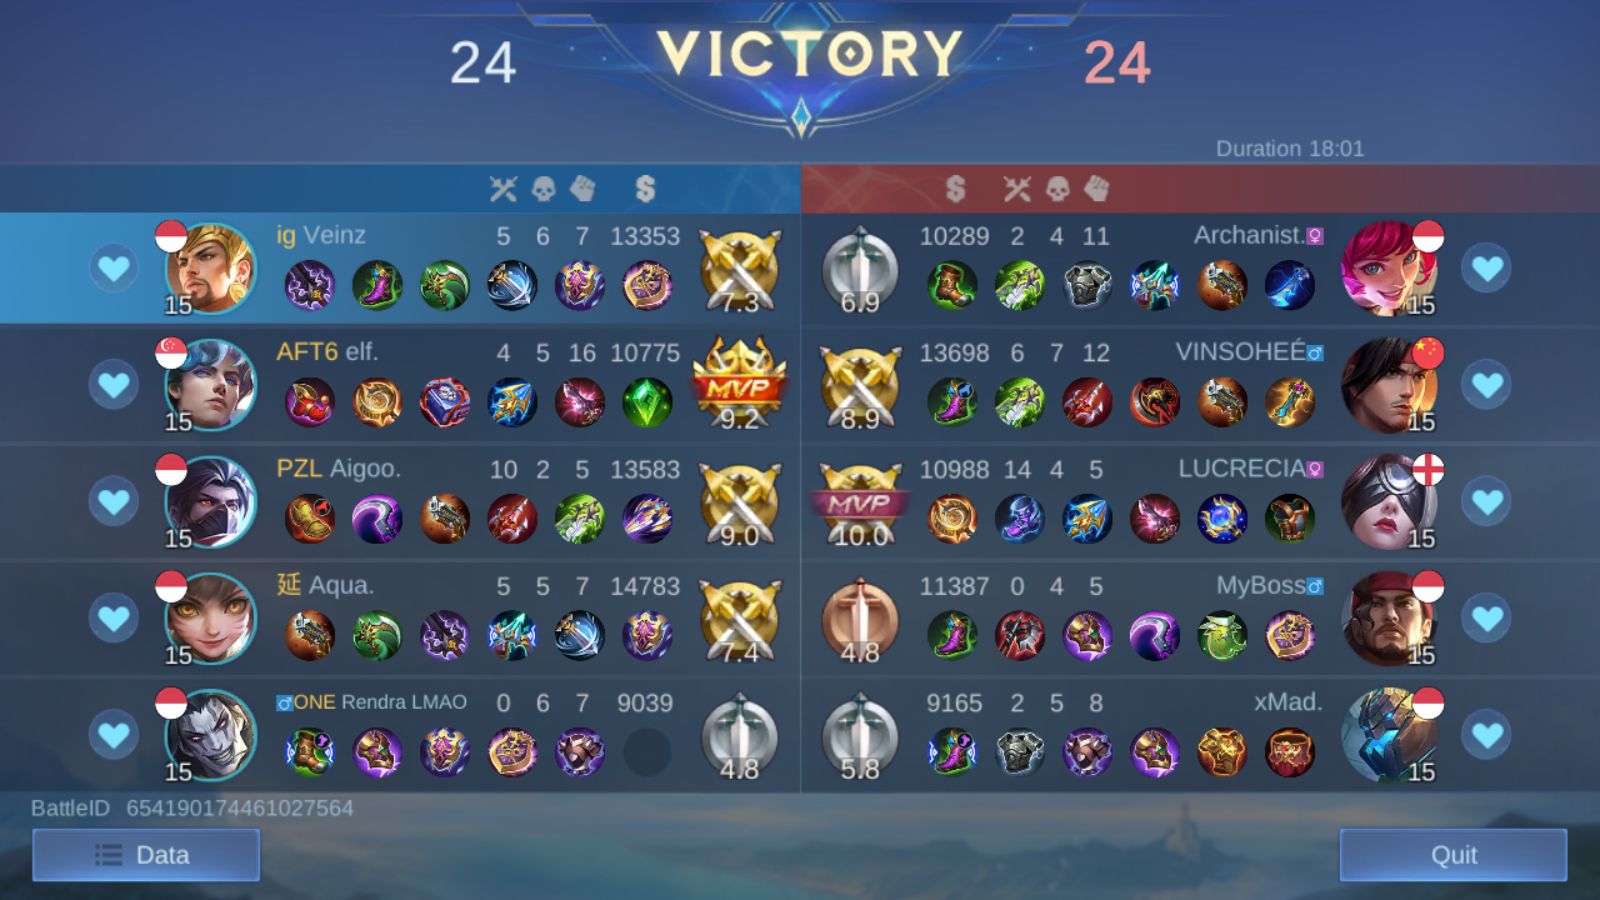 24 VICTORY 24
Duration 18:01
ig Veinz 5 6 7 13353
15 7.3
10289 2 4 11 Archanist.♀
6.9 15
AFT6 elf. 4 5 16 10775
15 MVP 9.2
13698 6 7 12 VINSOHEÉ♂
8.9 15
PZL Aigoo. 10 2 5 13583
15 9.0
10988 14 4 5 LUCRECIA♀
MVP 10.0 15
延 Aqua. 5 5 7 14783
15 7.4
11387 0 4 5 MyBoss♂
4.8 15
♂ONE Rendra LMAO 0 6 7 9039
15 4.8
9165 2 5 8 xMad.
5.8 15
BattleID 654190174461027564
Data
Quit